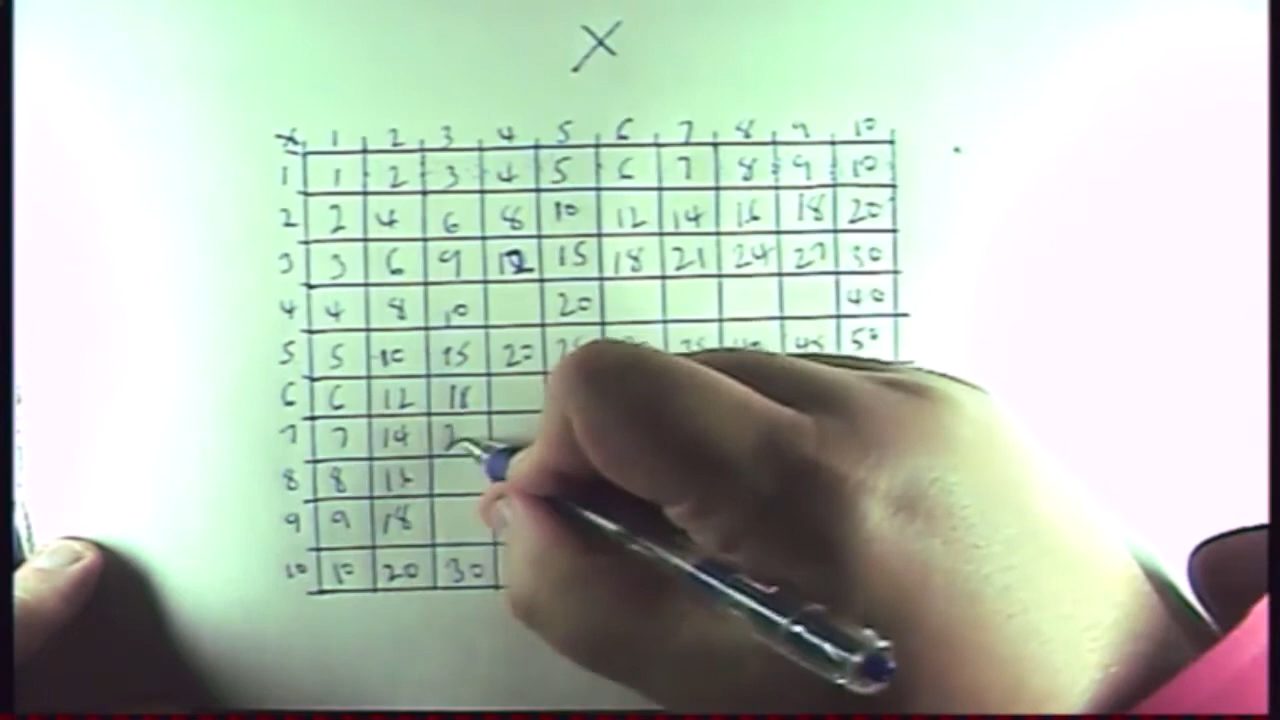 X
x 1 2 3 4 5 6 7 8 9 10
1 1 2 3 4 5 6 7 8 9 10
2 2 4 6 8 10 12 14 16 18 20
3 3 6 9 12 15 18 21 24 27 30
4 4 8 10 20 40
5 5 10 15 20 45 50
6 6 12 18
7 7 14 2
8 8 16
9 9 18
10 10 20 30